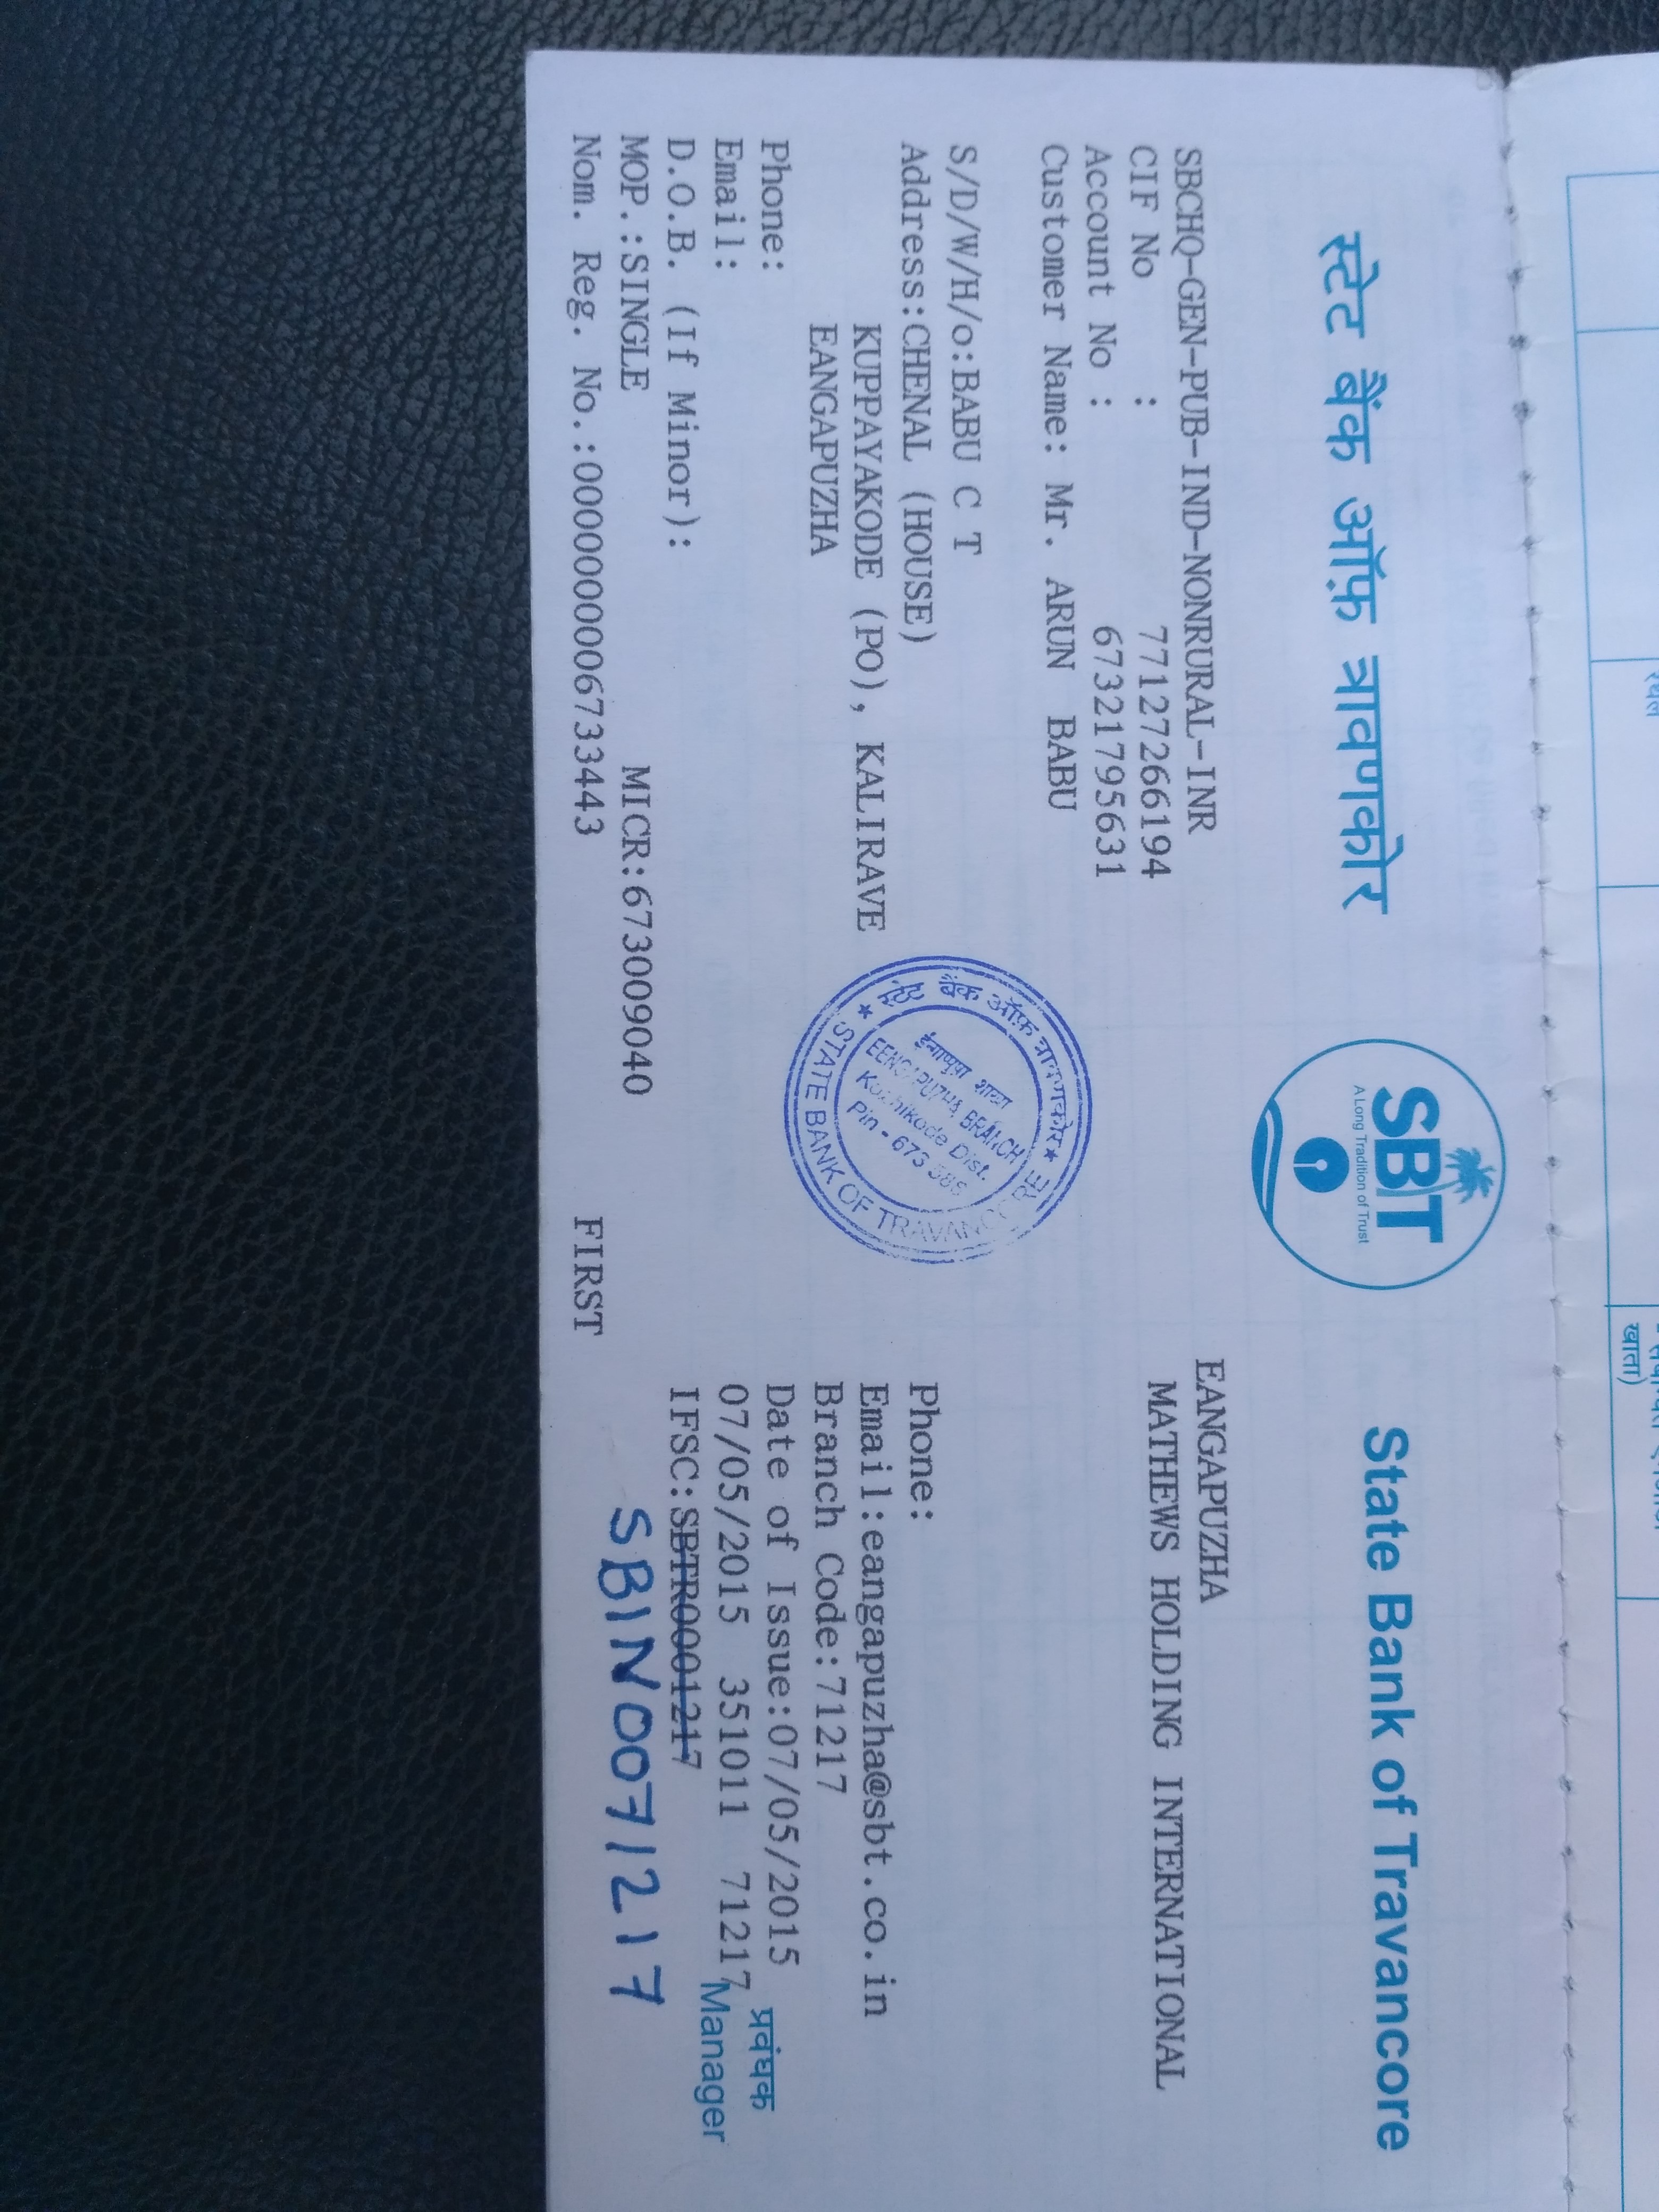 स्टेट बैंक ऑफ़ त्रावणकोर
SBT
A Long Tradition of Trust
State Bank of Travancore
SBCHQ-GEN-PUB-IND-NONRURAL-INR
CIF No : 77127266194
Account No : 67321795631
Customer Name: Mr. ARUN BABU
S/D/W/H/o:BABU C T
Address:CHENAL (HOUSE)
KUPPAYAKODE (PO), KALIRAVE
EANGAPUZHA
Phone:
Email:
D.O.B. (If Minor):
MOP.:SINGLE MICR:673009040
Nom. Reg. No.:0000000006733443 FIRST
EANGAPUZHA
MATHEWS HOLDING INTERNATIONAL
Phone:
Email:eangapuzha@sbt.co.in
Branch Code:71217
Date of Issue:07/05/2015
07/05/2015 351011 71217
IFSC:SBTR0001217
SBIN0071217
प्रवंघक
Manager
स्टेट बैंक ऑफ़ त्रावणकोर
शाखा
EENGAPUZHA BRANCH
Kozhikode Dist.
Pin - 673 586
STATE BANK OF TRAVANCORE
खाता)